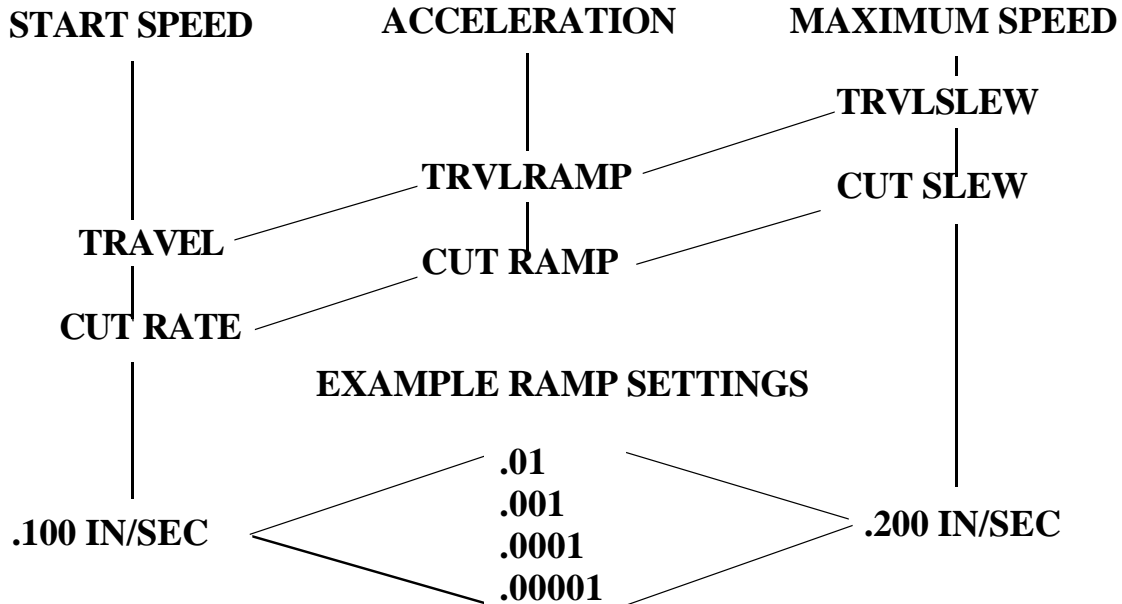 START SPEED
ACCELERATION
MAXIMUM SPEED
TRVLSLEW
TRVLRAMP
CUT SLEW
TRAVEL
CUT RAMP
CUT RATE
EXAMPLE RAMP SETTINGS
.01
.001
.100 IN/SEC
.200 IN/SEC
.0001
.00001